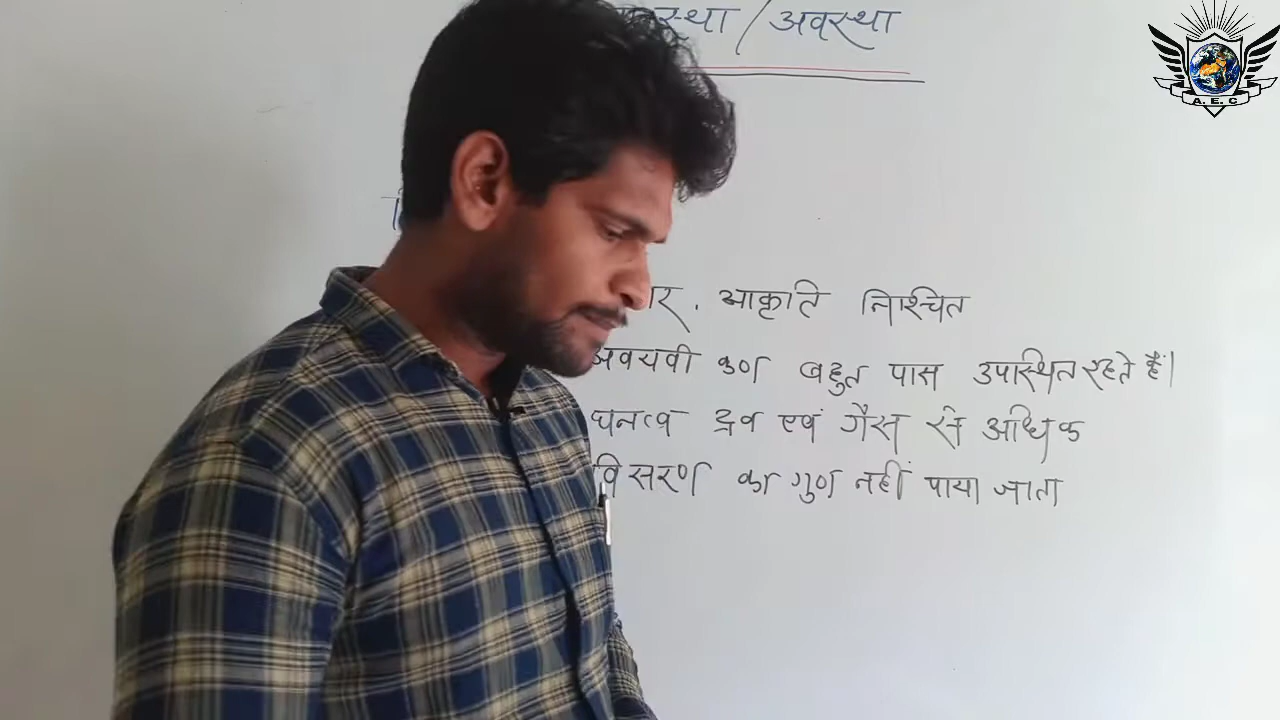 / अवस्था
आकृति निश्चित
अवयवी कण बहुत पास उपस्थित रहते हैं।
घनत्व द्रव एवं गैस से अधिक
विसरण का गुण नहीं पाया जाता
A. E. C